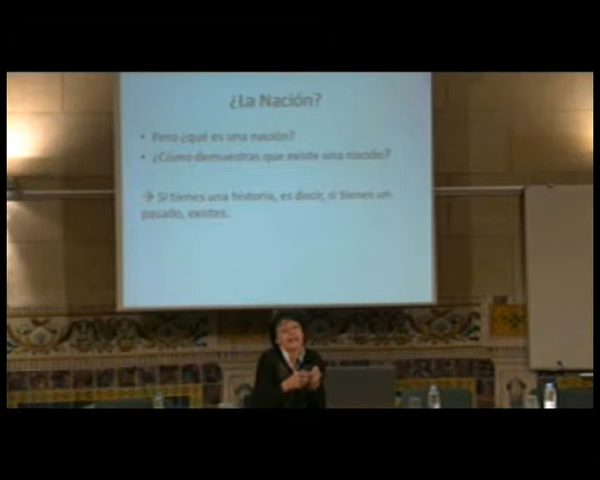 ¿La Nación?
• Pero ¿qué es una nación?
• ¿Cómo demuestras que existe una nación?
→ Si tienes una historia, es decir, si tienes un
pasado, existes.